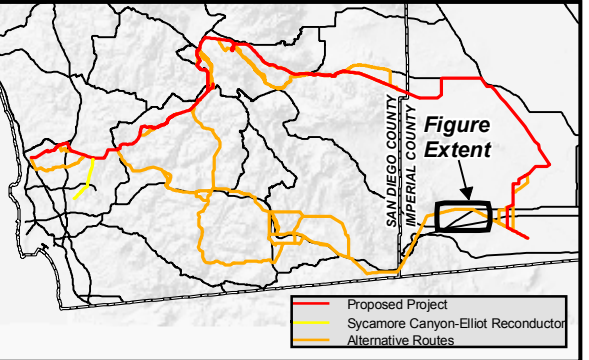 SAN DIEGO COUNTY
IMPERIAL COUNTY
Figure
Extent
Proposed Project
Sycamore Canyon-Elliot Reconductor
Alternative Routes